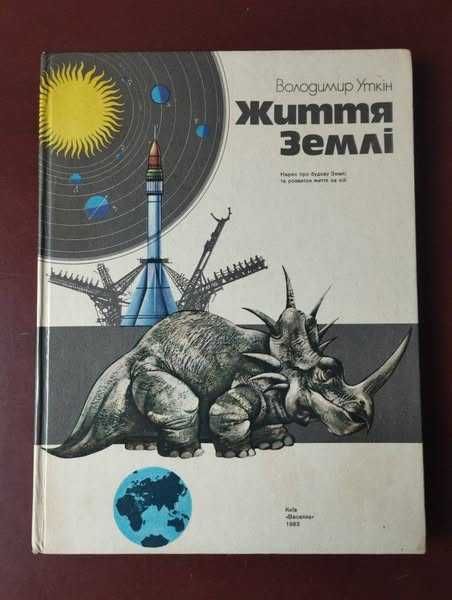 Володимир Уткін
Життя
Землі
Нарис про будову Землі
та розвиток життя на ній
Київ
«Веселка»
1983